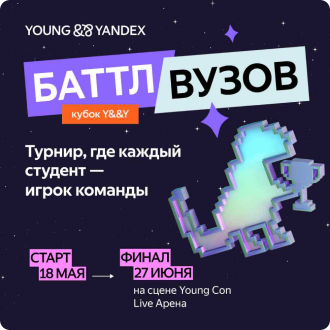 YOUNG && YANDEX
БАТТЛ
ВУЗОВ
кубок Y&&Y
Турнир, где каждый
студент —
игрок команды
СТАРТ
18 МАЯ
ФИНАЛ
27 ИЮНЯ
на сцене Young Con
Live Арена